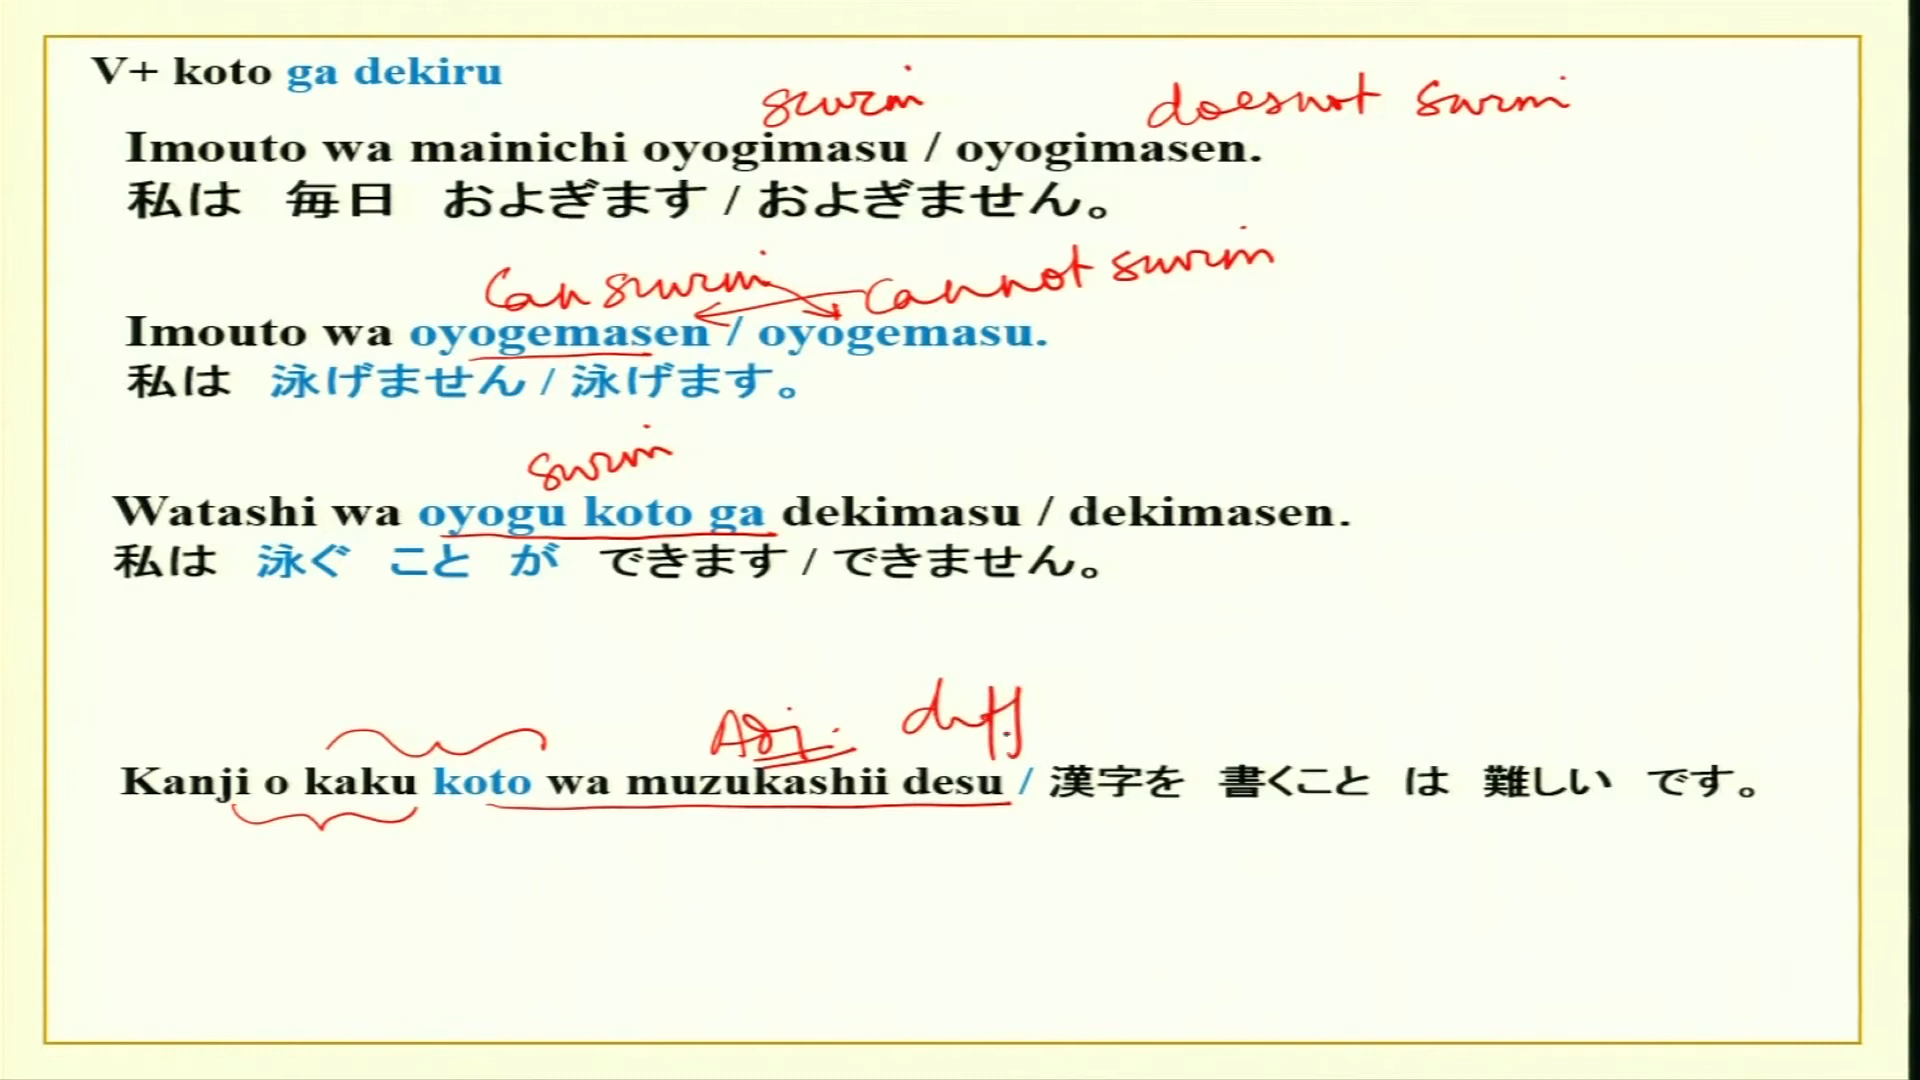 V+ koto ga dekiru
swim does not swim
Imouto wa mainichi oyogimasu / oyogimasen.
私は 毎日 およぎます / およぎません。
Can swim cannot swim
Imouto wa oyogemasen / oyogemasu.
私は 泳げません / 泳げます。
swim
Watashi wa oyogu koto ga dekimasu / dekimasen.
私は 泳ぐ こと が できます / できません。
Adj. diff
Kanji o kaku koto wa muzukashii desu / 漢字を 書くこと は 難しい です。